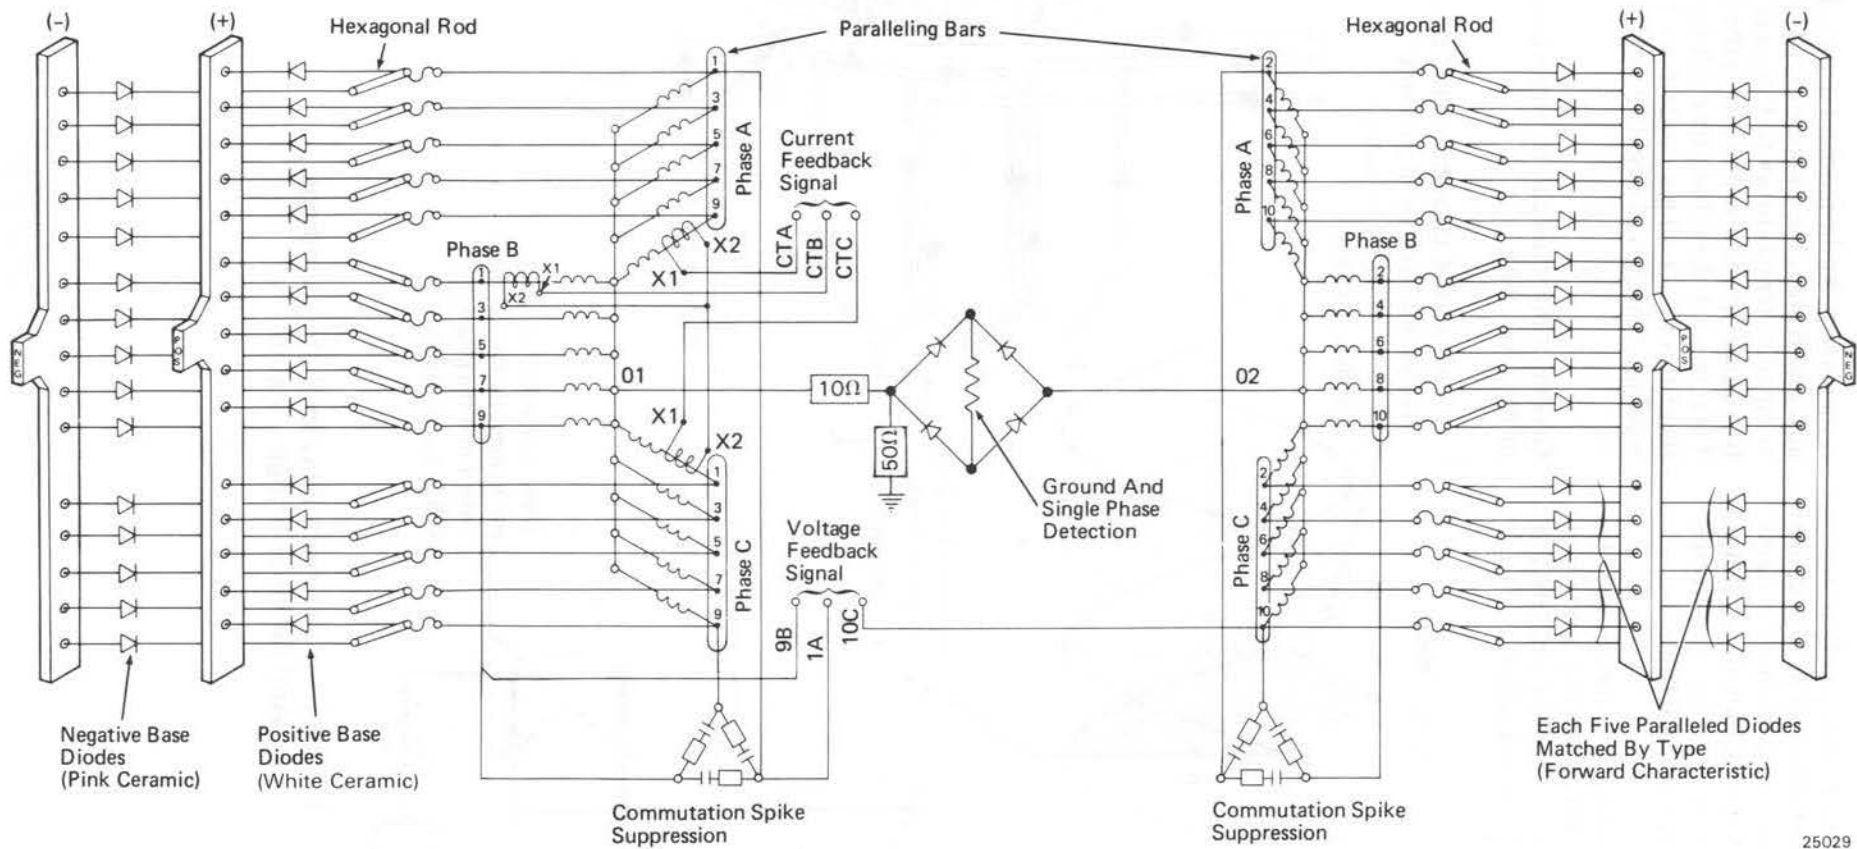 (-)
(+)
Hexagonal Rod
Paralleling Bars
Hexagonal Rod
(+)
(-)
1
3
5
7
9
Phase A
Current
Feedback
Signal
CTA
CTB
CTC
X1
X2
2
4
6
8
10
Phase A
Phase B
1
3
5
7
9
X1
X2
Phase B
2
4
6
8
10
NEG
POS
POS
NEG
01
10Ω
50Ω
02
X1
X2
1
3
5
7
9
Phase C
Ground And
Single Phase
Detection
Voltage
Feedback
Signal
9B
1A
10C
2
4
6
8
10
Phase C
Negative Base
Diodes
(Pink Ceramic)
Positive Base
Diodes
(White Ceramic)
Commutation Spike
Suppression
Commutation Spike
Suppression
Each Five Paralleled Diodes
Matched By Type
(Forward Characteristic)
25029